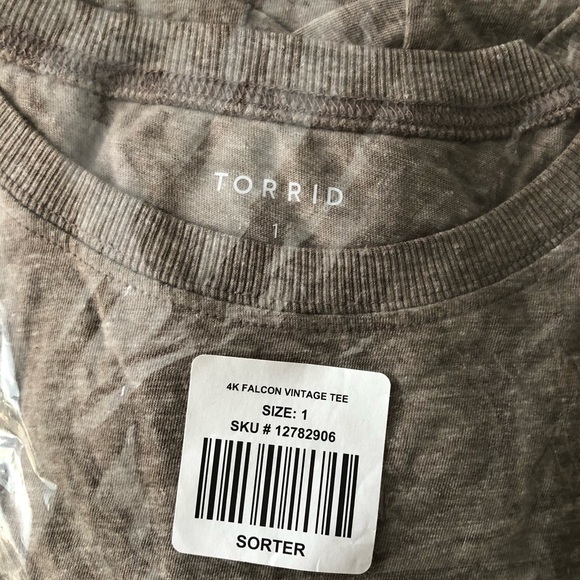 TORRID
1
4K FALCON VINTAGE TEE
SIZE: 1
SKU # 12782906
SORTER